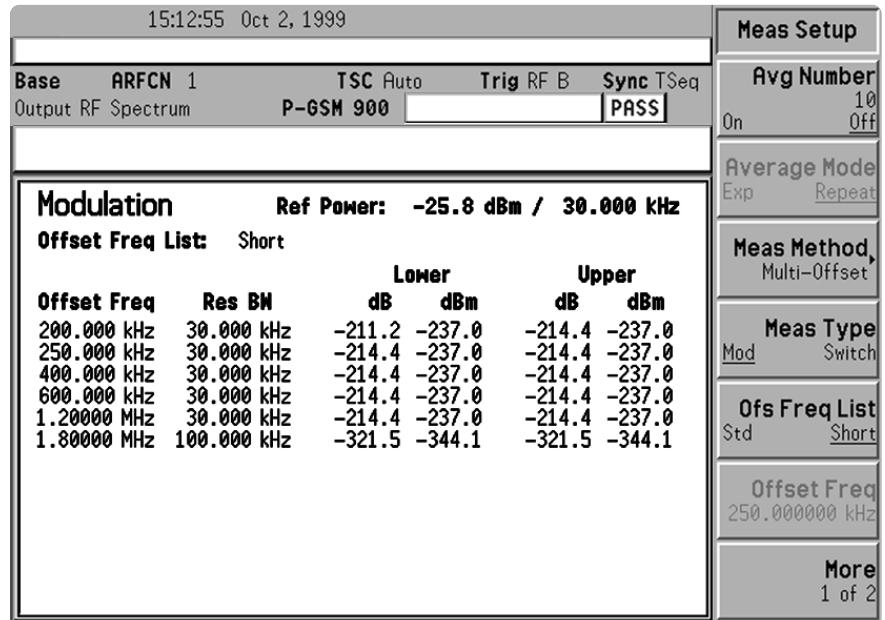 15:12:55 Oct 2, 1999
Base ARFCN 1 TSC Auto Trig RF B Sync TSeq
Output RF Spectrum P-GSM 900 PASS
Modulation Ref Power: -25.8 dBm / 30.000 kHz
Offset Freq List: Short
Lower Upper
Offset Freq Res BW dB dBm dB dBm
200.000 kHz 30.000 kHz -211.2 -237.0 -214.4 -237.0
250.000 kHz 30.000 kHz -214.4 -237.0 -214.4 -237.0
400.000 kHz 30.000 kHz -214.4 -237.0 -214.4 -237.0
600.000 kHz 30.000 kHz -214.4 -237.0 -214.4 -237.0
1.20000 MHz 30.000 kHz -214.4 -237.0 -214.4 -237.0
1.80000 MHz 100.000 kHz -321.5 -344.1 -321.5 -344.1
Meas Setup
Avg Number
10
On Off
Average Mode
Exp Repeat
Meas Method
Multi-Offset
Meas Type
Mod Switch
Ofs Freq List
Std Short
Offset Freq
250.000000 kHz
More
1 of 2